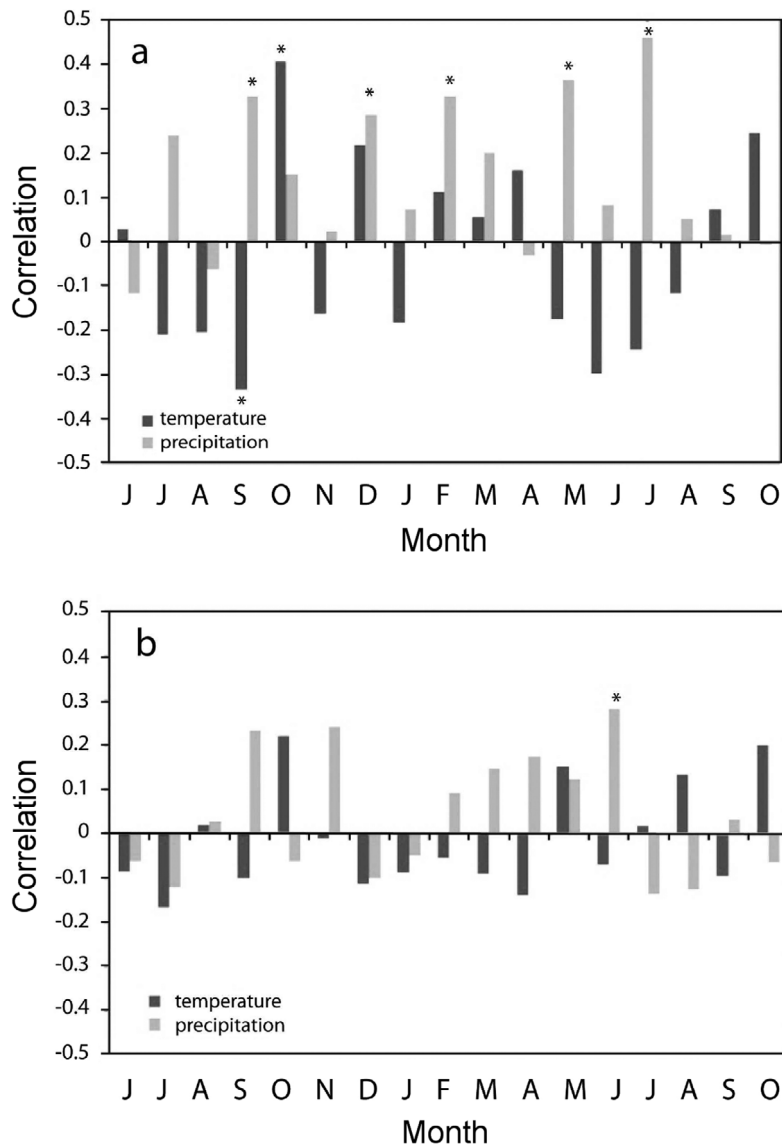 a
0.5
0.4
0.3
0.2
0.1
0
-0.1
-0.2
-0.3
-0.4
-0.5
Correlation
* * * * * * *
*
temperature
precipitation
J J A S O N D J F M A M J J A S O
Month
b
0.5
0.4
0.3
0.2
0.1
0
-0.1
-0.2
-0.3
-0.4
-0.5
Correlation
*
temperature
precipitation
J J A S O N D J F M A M J J A S O
Month